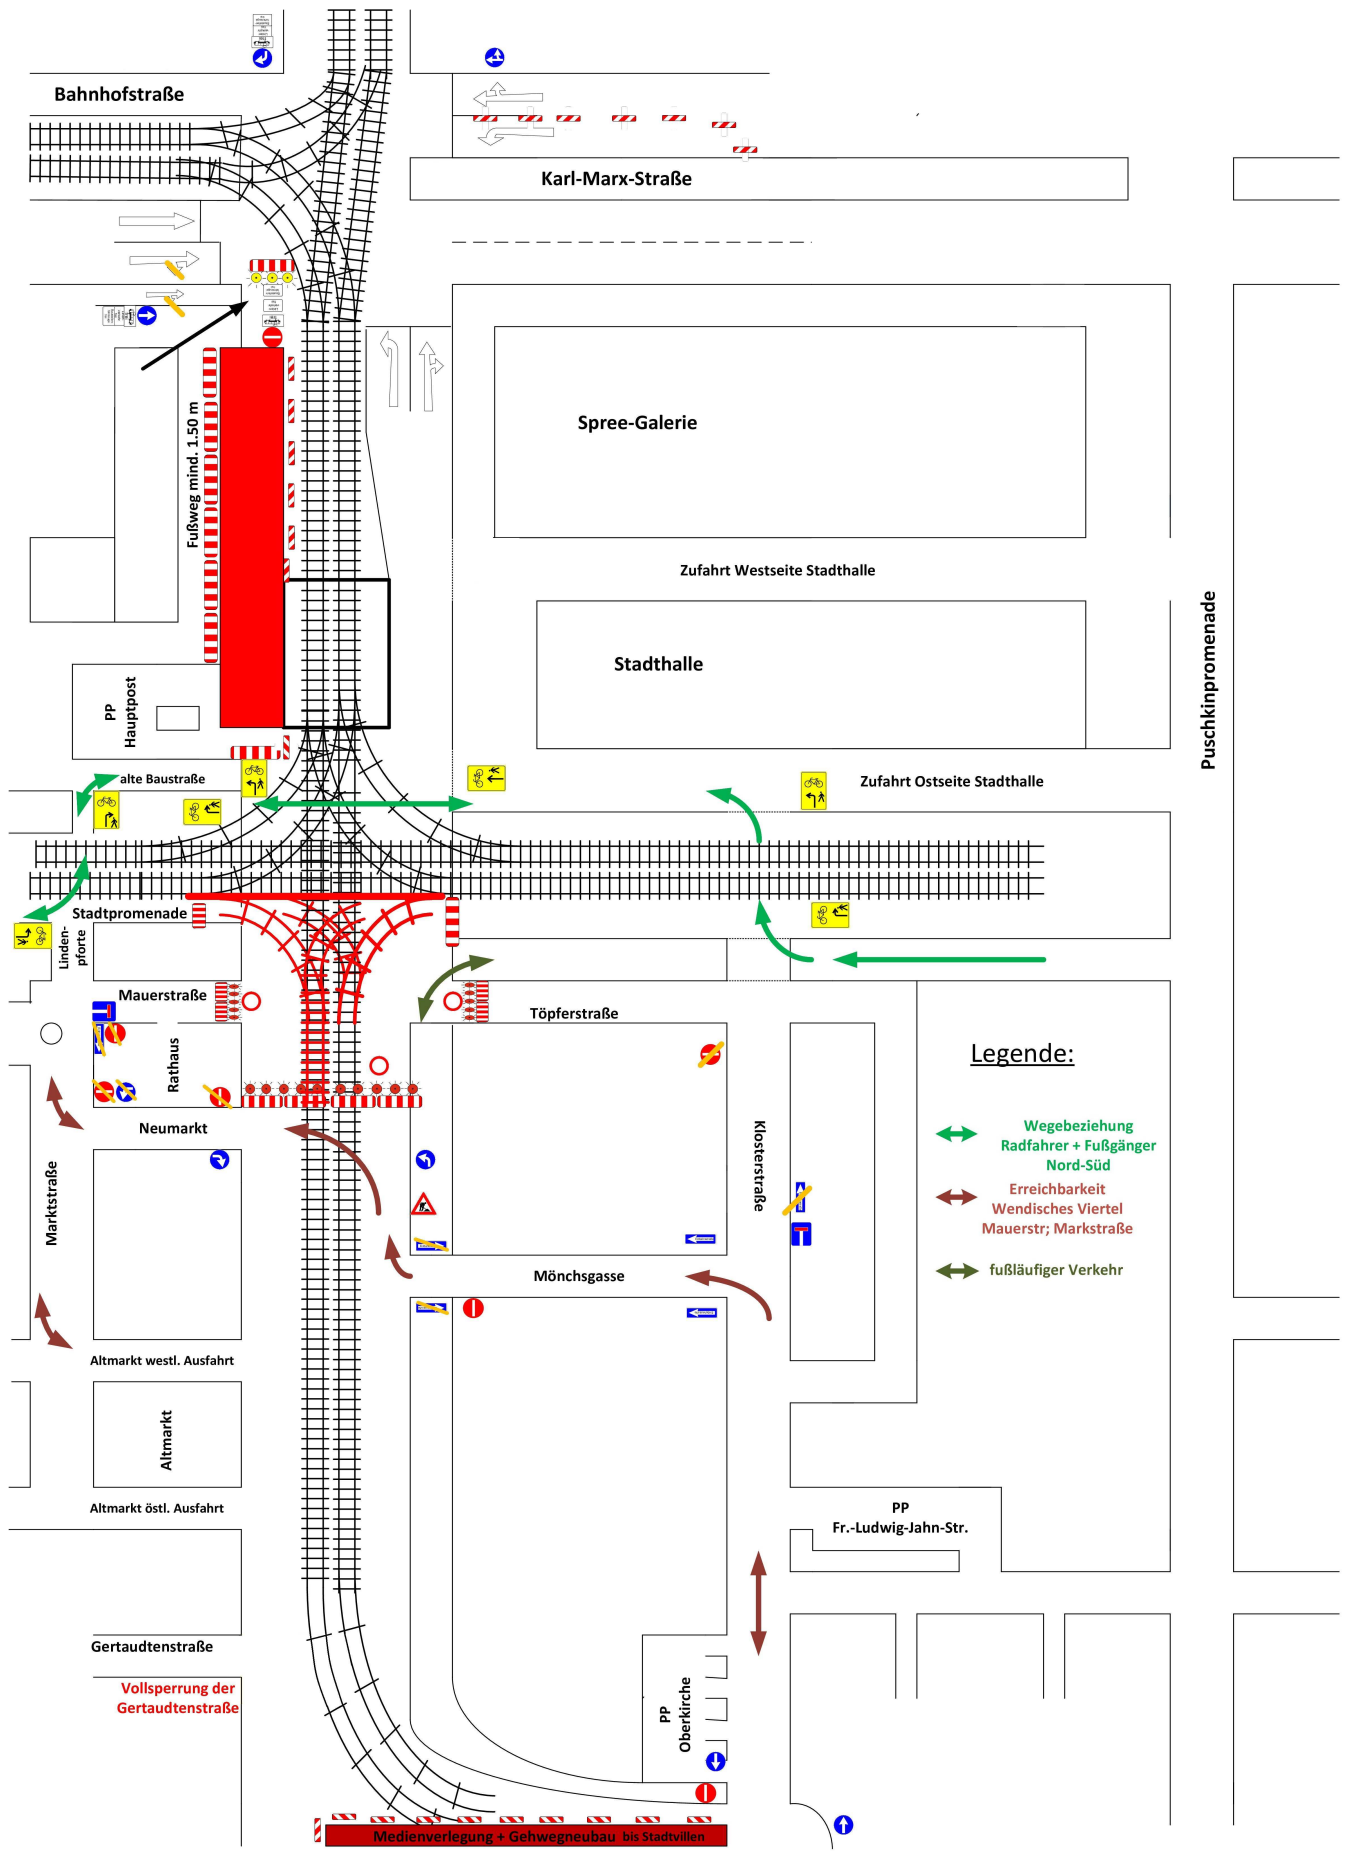 Bahnhofstraße
Karl-Marx-Straße
Fußweg mind. 1.50 m
Spree-Galerie
Zufahrt Westseite Stadthalle
Stadthalle
Puschkinpromenade
PP
Hauptpost
alte Baustraße
Zufahrt Ostseite Stadthalle
Stadtpromenade
Linden-
pforte
Mauerstraße
Töpferstraße
Rathaus
Legende:
Neumarkt
Wegebeziehung
Radfahrer + Fußgänger
Nord-Süd
Erreichbarkeit
Wendisches Viertel
Mauerstr; Markstraße
fußläufiger Verkehr
Marktstraße
Klosterstraße
Mönchsgasse
Altmarkt westl. Ausfahrt
Altmarkt
Altmarkt östl. Ausfahrt
PP
Fr.-Ludwig-Jahn-Str.
Gertaudtenstraße
Vollsperrung der
Gertaudtenstraße
PP
Oberkirche
Medienverlegung + Gehwegneubau bis Stadtvillen